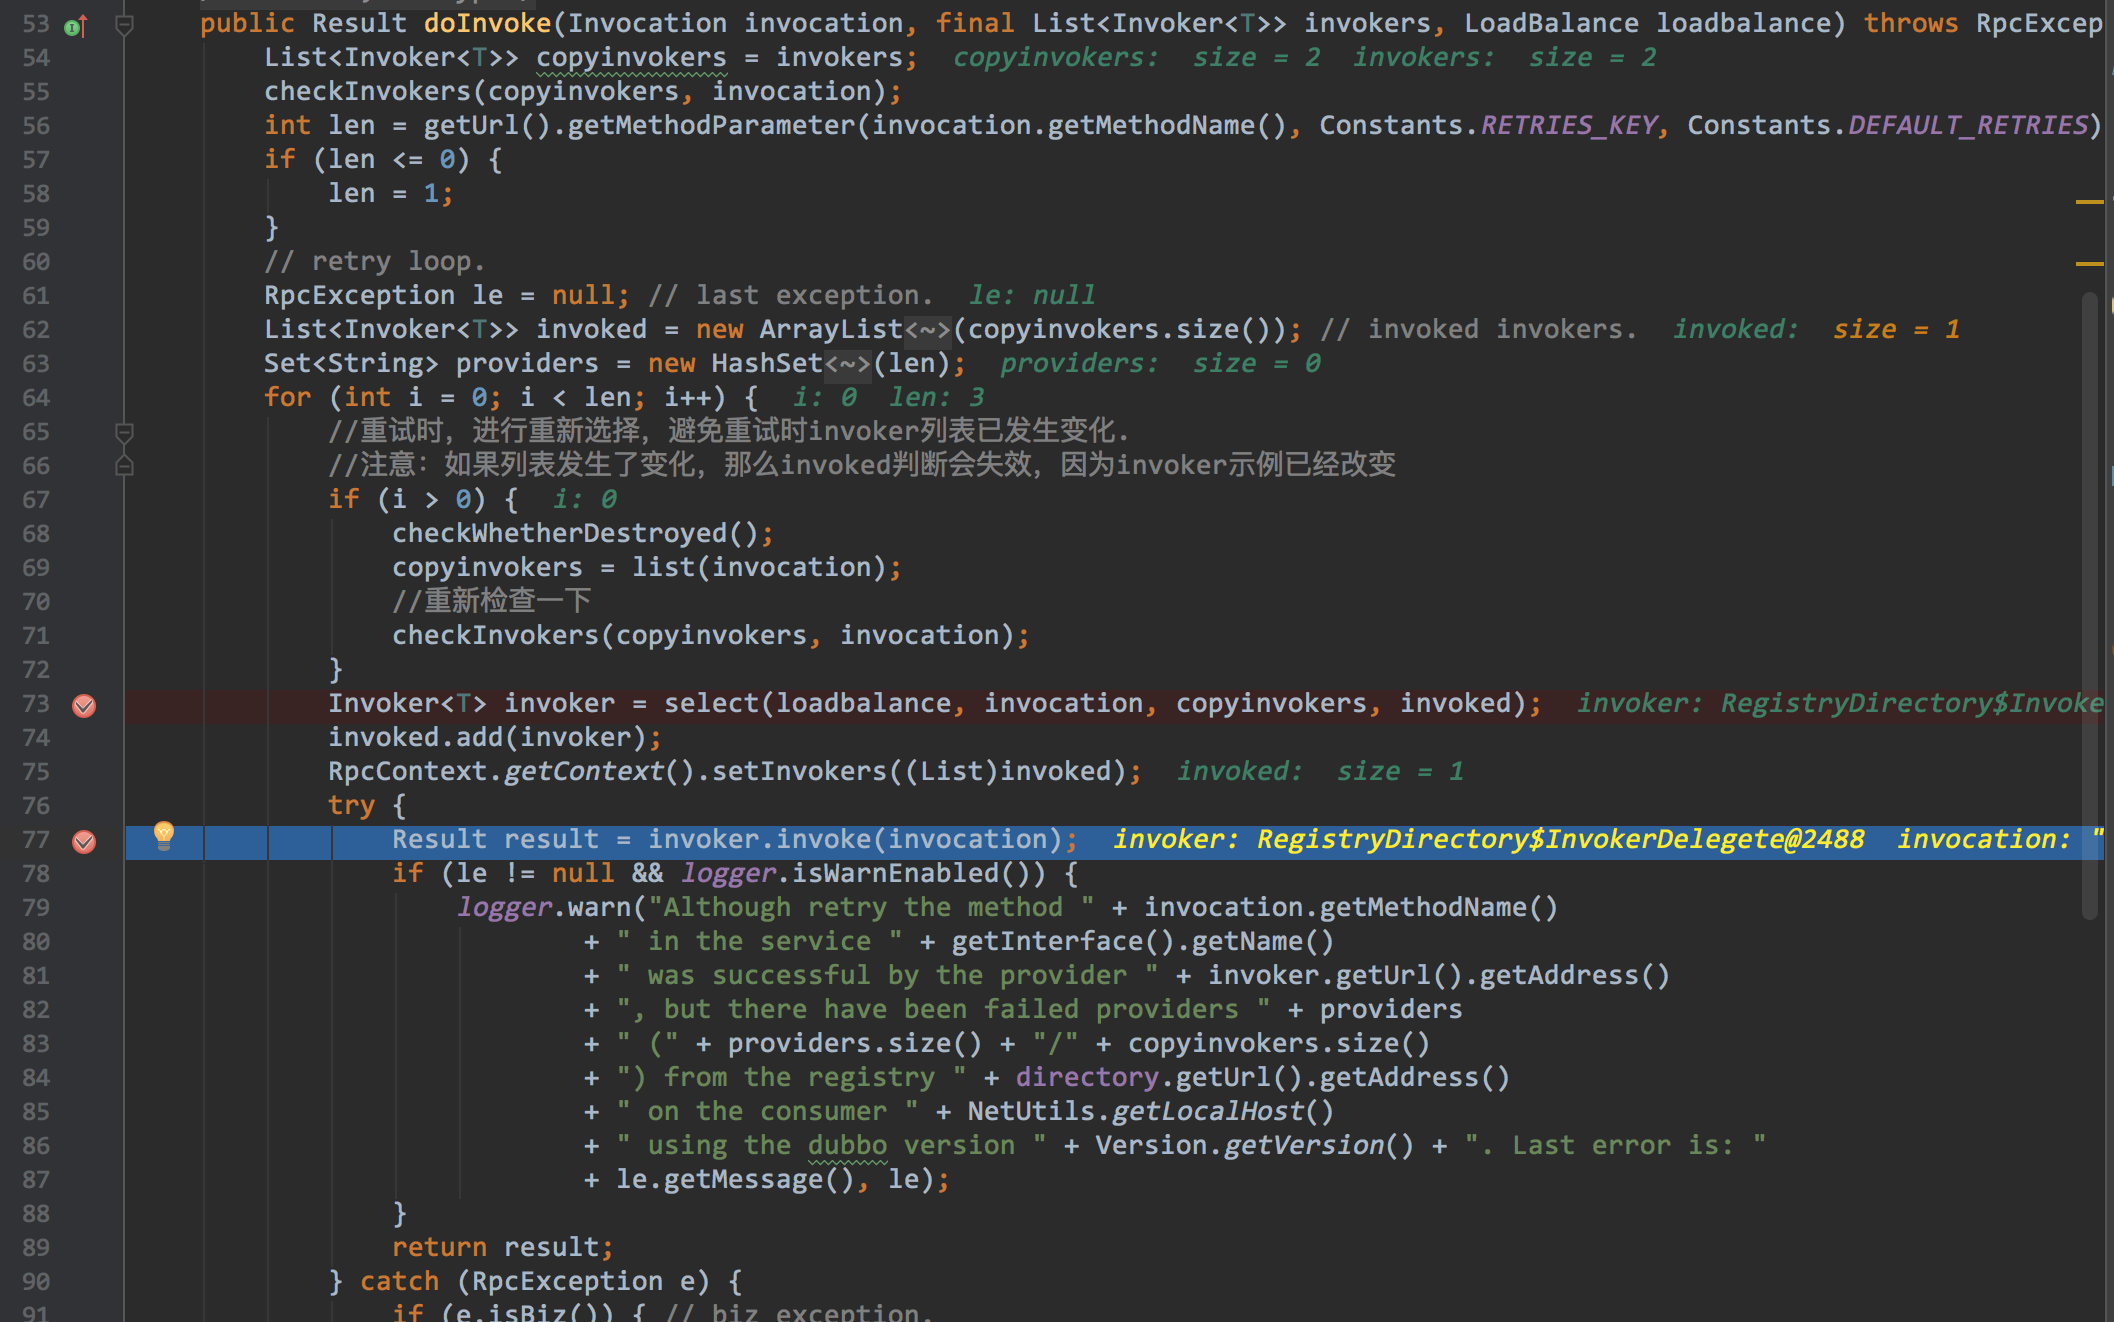 53 public Result doInvoke(Invocation invocation, final List<Invoker<T>> invokers, LoadBalance loadbalance) throws RpcExcep
54 List<Invoker<T>> copyinvokers = invokers; copyinvokers: size = 2 invokers: size = 2
55 checkInvokers(copyinvokers, invocation);
56 int len = getUrl().getMethodParameter(invocation.getMethodName(), Constants.RETRIES_KEY, Constants.DEFAULT_RETRIES)
57 if (len <= 0) {
58 len = 1;
59 }
60 // retry loop.
61 RpcException le = null; // last exception. le: null
62 List<Invoker<T>> invoked = new ArrayList<~>(copyinvokers.size()); // invoked invokers. invoked: size = 1
63 Set<String> providers = new HashSet<~>(len); providers: size = 0
64 for (int i = 0; i < len; i++) { i: 0 len: 3
65 //重试时，进行重新选择，避免重试时invoker列表已发生变化.
66 //注意：如果列表发生了变化，那么invoked判断会失效，因为invoker示例已经改变
67 if (i > 0) { i: 0
68 checkWhetherDestroyed();
69 copyinvokers = list(invocation);
70 //重新检查一下
71 checkInvokers(copyinvokers, invocation);
72 }
73 Invoker<T> invoker = select(loadbalance, invocation, copyinvokers, invoked); invoker: RegistryDirectory$Invoke
74 invoked.add(invoker);
75 RpcContext.getContext().setInvokers((List)invoked); invoked: size = 1
76 try {
77 Result result = invoker.invoke(invocation); invoker: RegistryDirectory$InvokerDelegete@2488 invocation: "
78 if (le != null && logger.isWarnEnabled()) {
79 logger.warn("Although retry the method " + invocation.getMethodName()
80 + " in the service " + getInterface().getName()
81 + " was successful by the provider " + invoker.getUrl().getAddress()
82 + ", but there have been failed providers " + providers
83 + " (" + providers.size() + "/" + copyinvokers.size()
84 + ") from the registry " + directory.getUrl().getAddress()
85 + " on the consumer " + NetUtils.getLocalHost()
86 + " using the dubbo version " + Version.getVersion() + ". Last error is: "
87 + le.getMessage(), le);
88 }
89 return result;
90 } catch (RpcException e) {
91 if (e.isBiz()) { // biz exception.